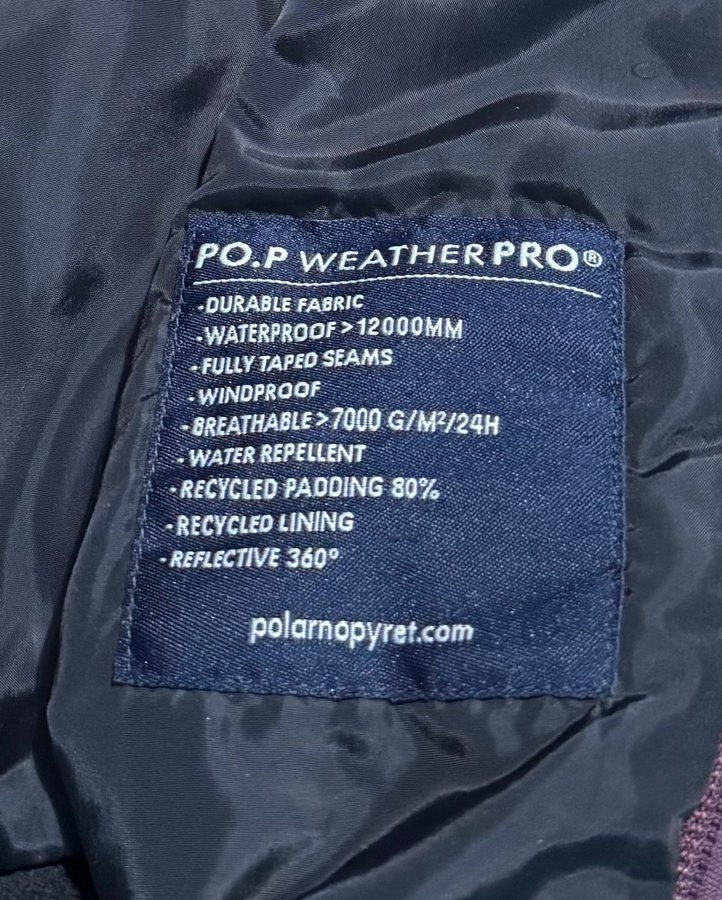 PO.P WEATHERPRO®
-DURABLE FABRIC
-WATERPROOF>12000MM
-FULLY TAPED SEAMS
-WINDPROOF
-BREATHABLE>7000 G/M²/24H
-WATER REPELLENT
-RECYCLED PADDING 80%
-RECYCLED LINING
-REFLECTIVE 360°
polarnopyret.com